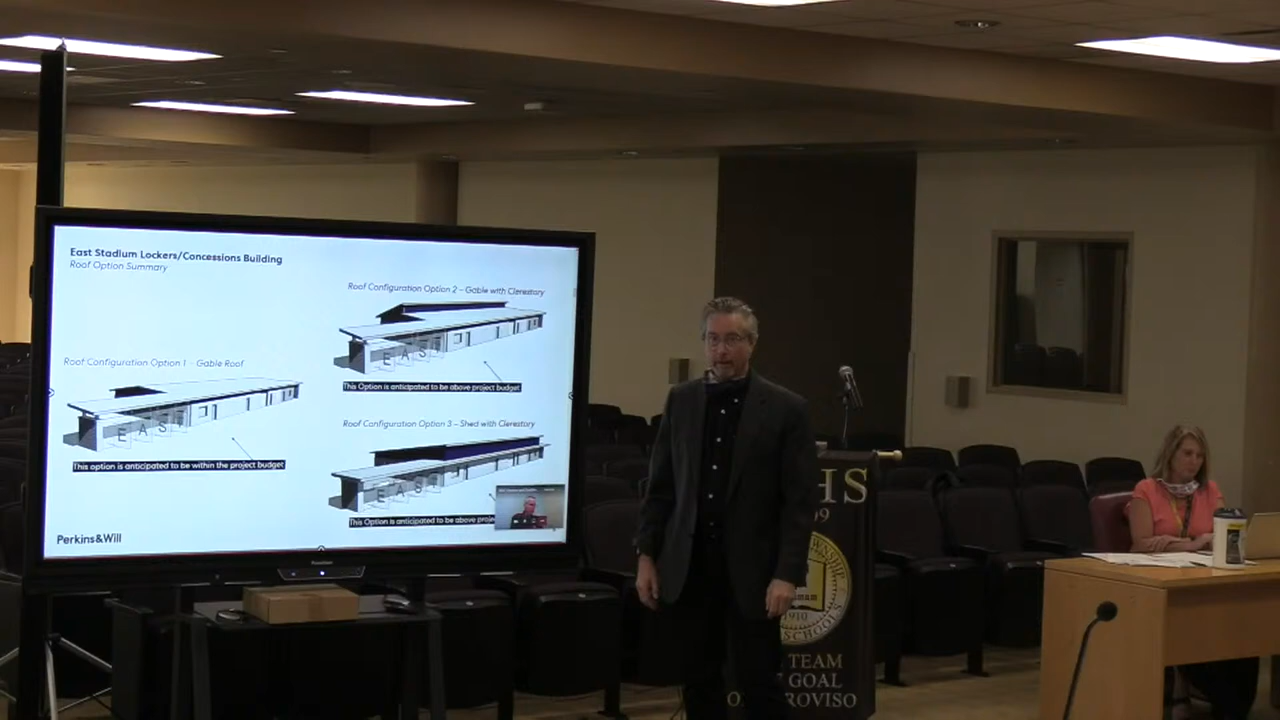 East Stadium Lockers/Concessions Building
Roof Option Summary
Roof Configuration Option 2 – Gable with Clerestory
EAST
This Option is anticipated to be above project budget
Roof Configuration Option 1 – Gable Roof
EAST
This option is anticipated to be within the project budget
Roof Configuration Option 3 – Shed with Clerestory
EAST
This Option is anticipated to be above
Perkins&Will
HS
9
1910
SCHOOL
TEAM
GOAL